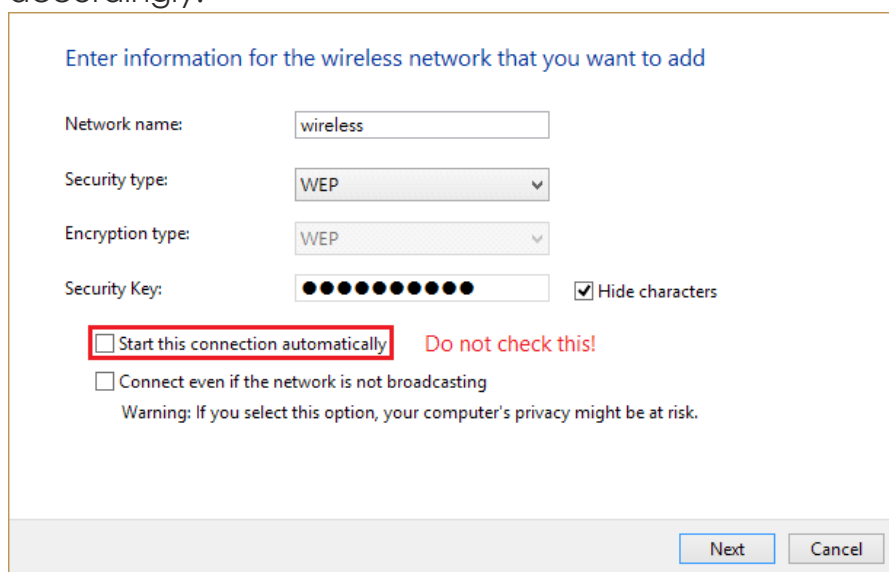 accordingly.
Enter information for the wireless network that you want to add
Network name: wireless
Security type: WEP
Encryption type: WEP
Security Key: ●●●●●●●●●● Hide characters
Start this connection automatically Do not check this!
Connect even if the network is not broadcasting
Warning: If you select this option, your computer's privacy might be at risk.
Next Cancel